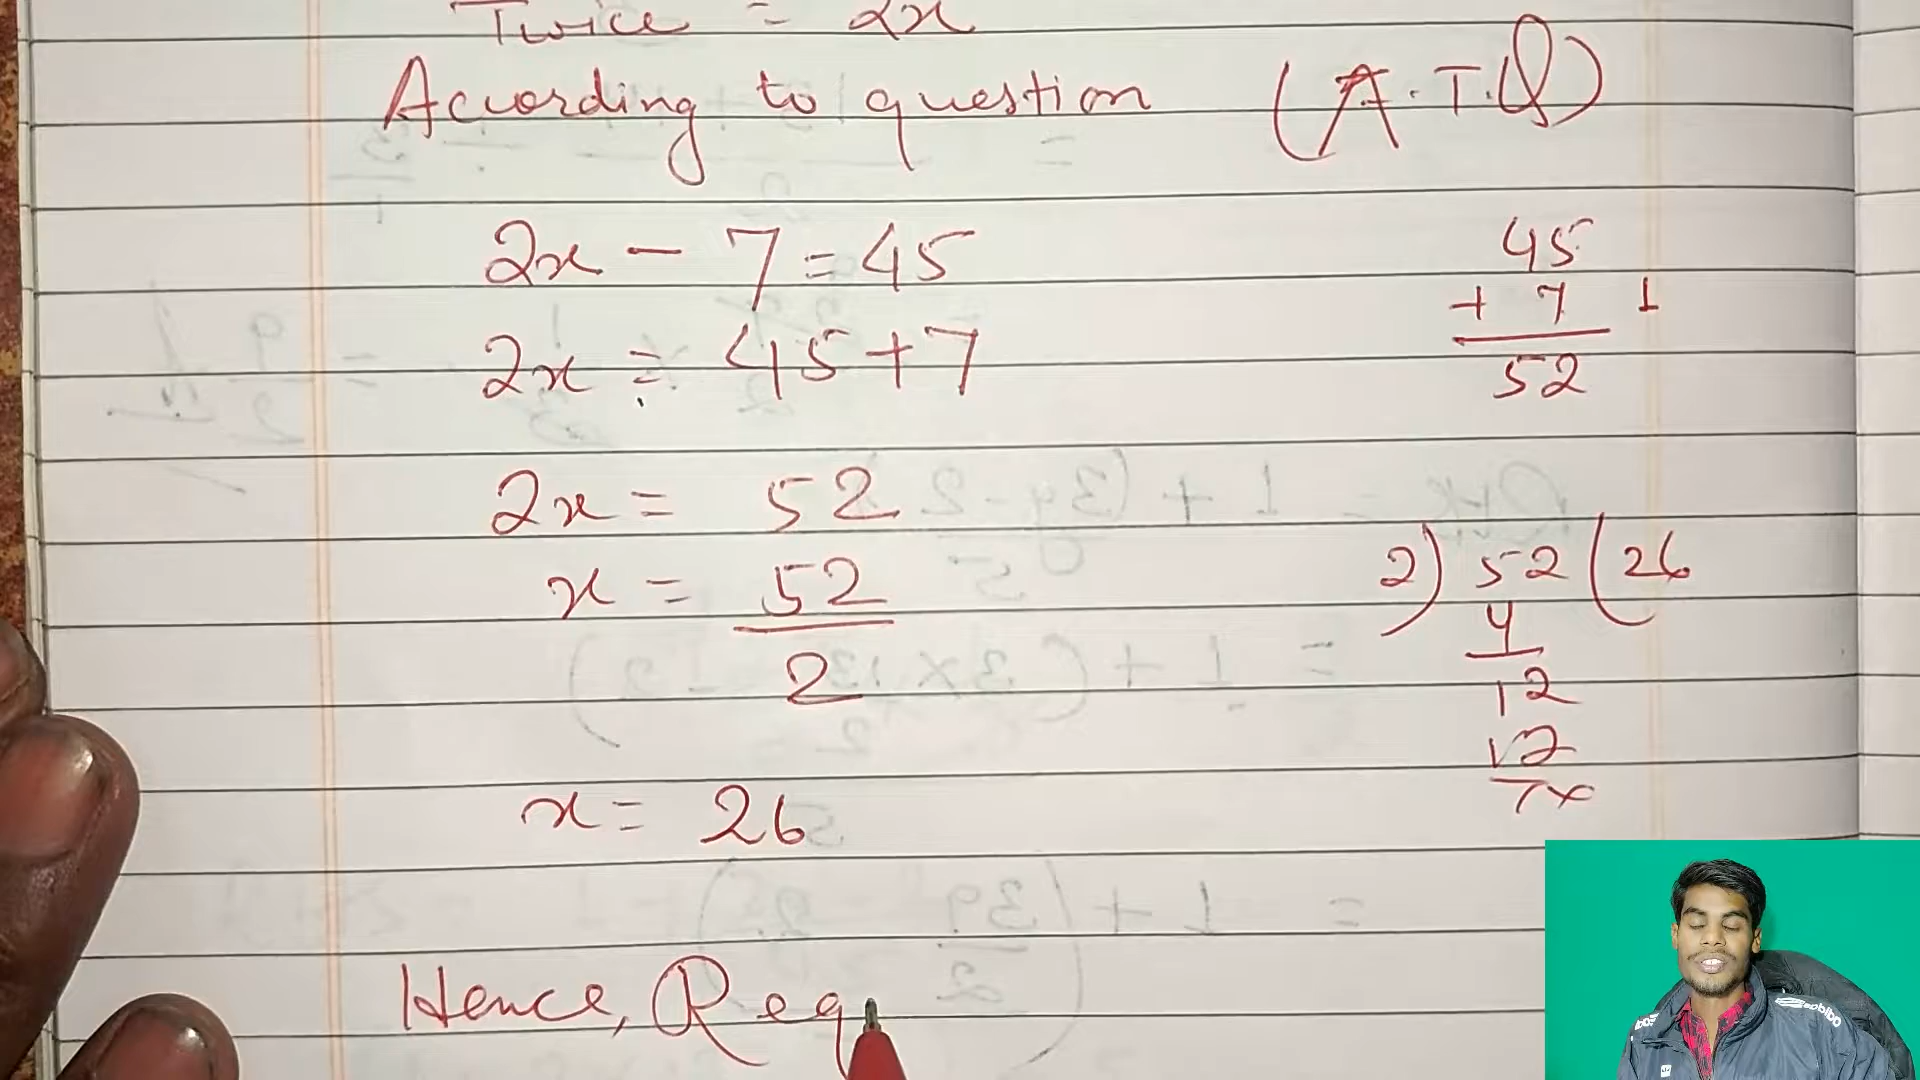 Twice = 2x
According to question (A.T.Q)
2x - 7 = 45
2x = 45 + 7
45
+ 7 1
52
2x = 52
x = 52
2
2) 52 (26
4
12
12
x
x = 26
Hence, Req